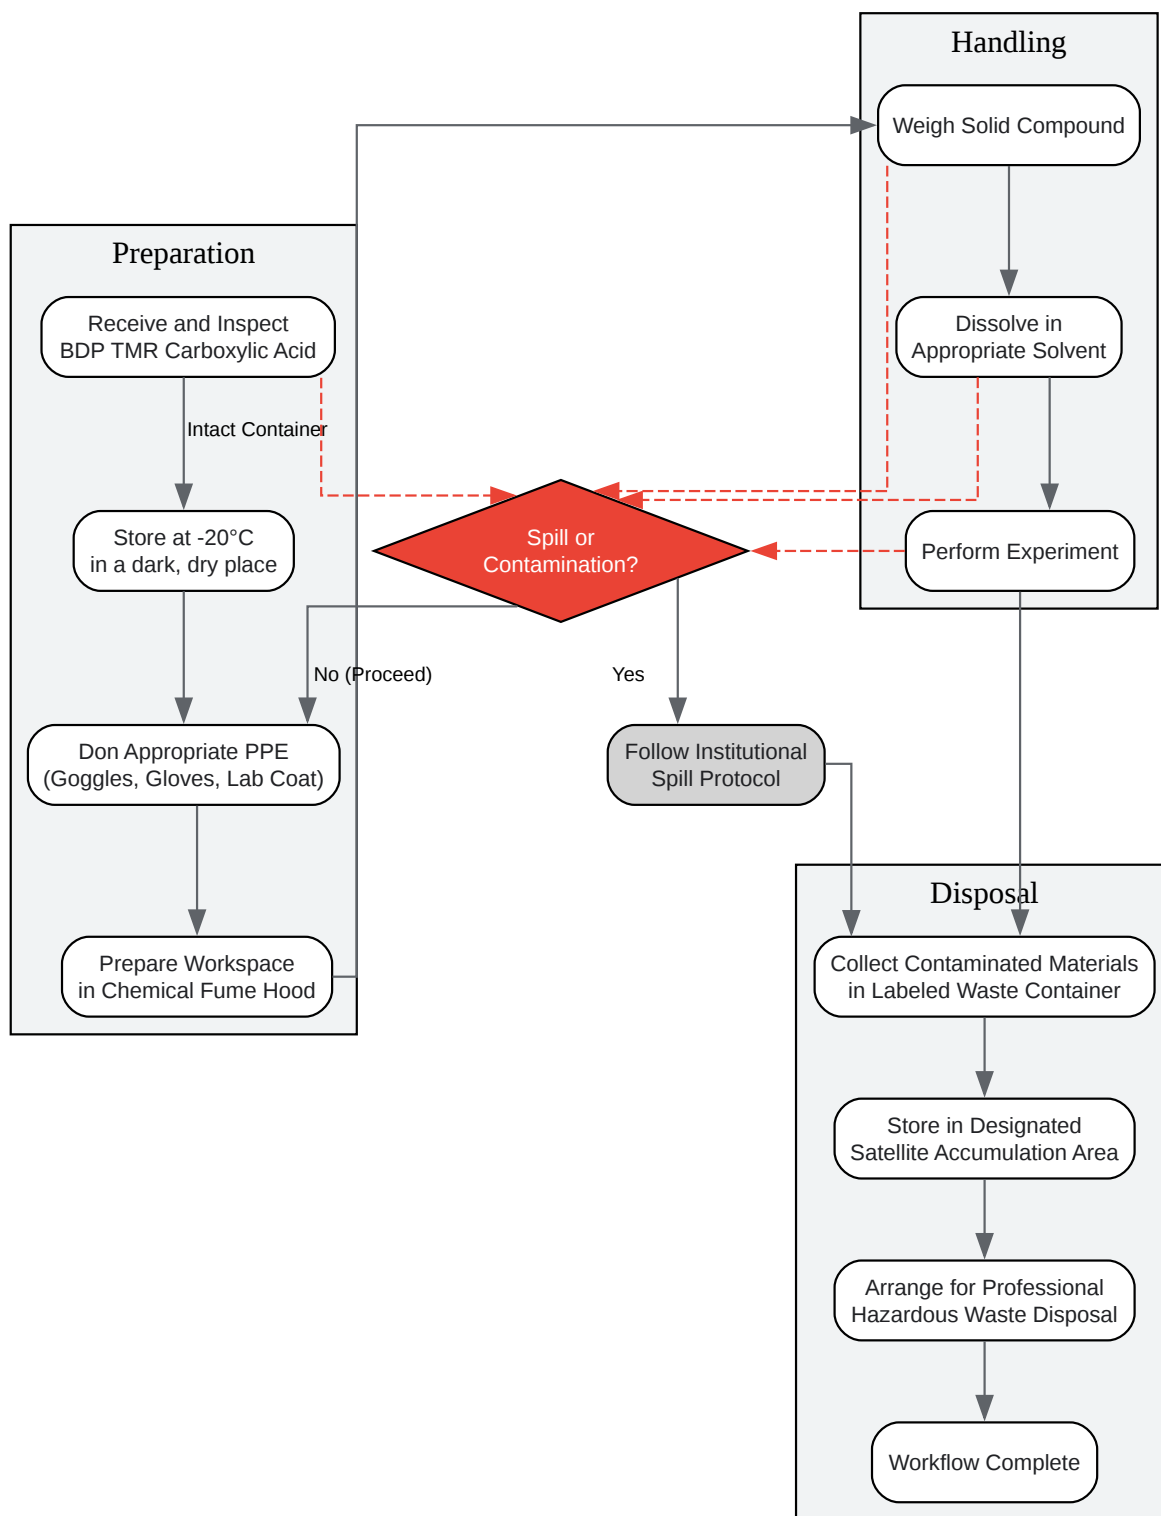 Handling
Weigh Solid Compound
Dissolve in
Appropriate Solvent
Perform Experiment
Preparation
Receive and Inspect
BDP TMR Carboxylic Acid
Intact Container
Store at -20°C
in a dark, dry place
Don Appropriate PPE
(Goggles, Gloves, Lab Coat)
Prepare Workspace
in Chemical Fume Hood
Spill or
Contamination?
No (Proceed)
Yes
Follow Institutional
Spill Protocol
Disposal
Collect Contaminated Materials
in Labeled Waste Container
Store in Designated
Satellite Accumulation Area
Arrange for Professional
Hazardous Waste Disposal
Workflow Complete